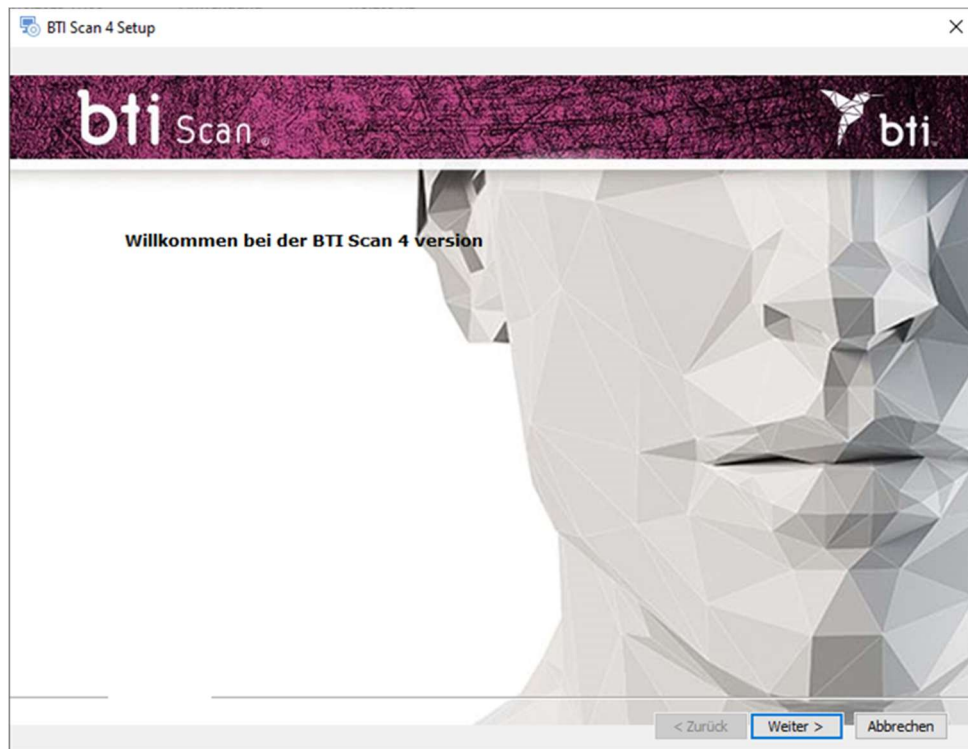 BTI Scan 4 Setup
bti Scan ®
bti
Willkommen bei der BTI Scan 4 version
< Zurück
Weiter >
Abbrechen